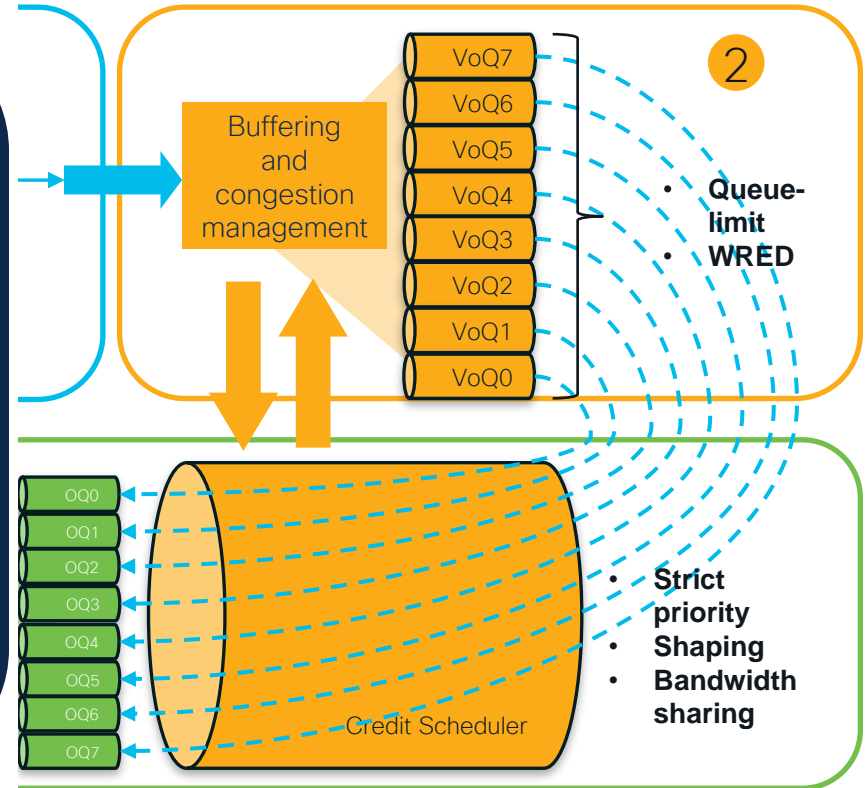 2
Buffering
and
congestion
management
VoQ7
VoQ6
VoQ5
VoQ4
VoQ3
VoQ2
VoQ1
VoQ0
• Queue-
limit
• WRED
OQ0
OQ1
OQ2
OQ3
OQ4
OQ5
OQ6
OQ7
Credit Scheduler
• Strict
priority
• Shaping
• Bandwidth
sharing